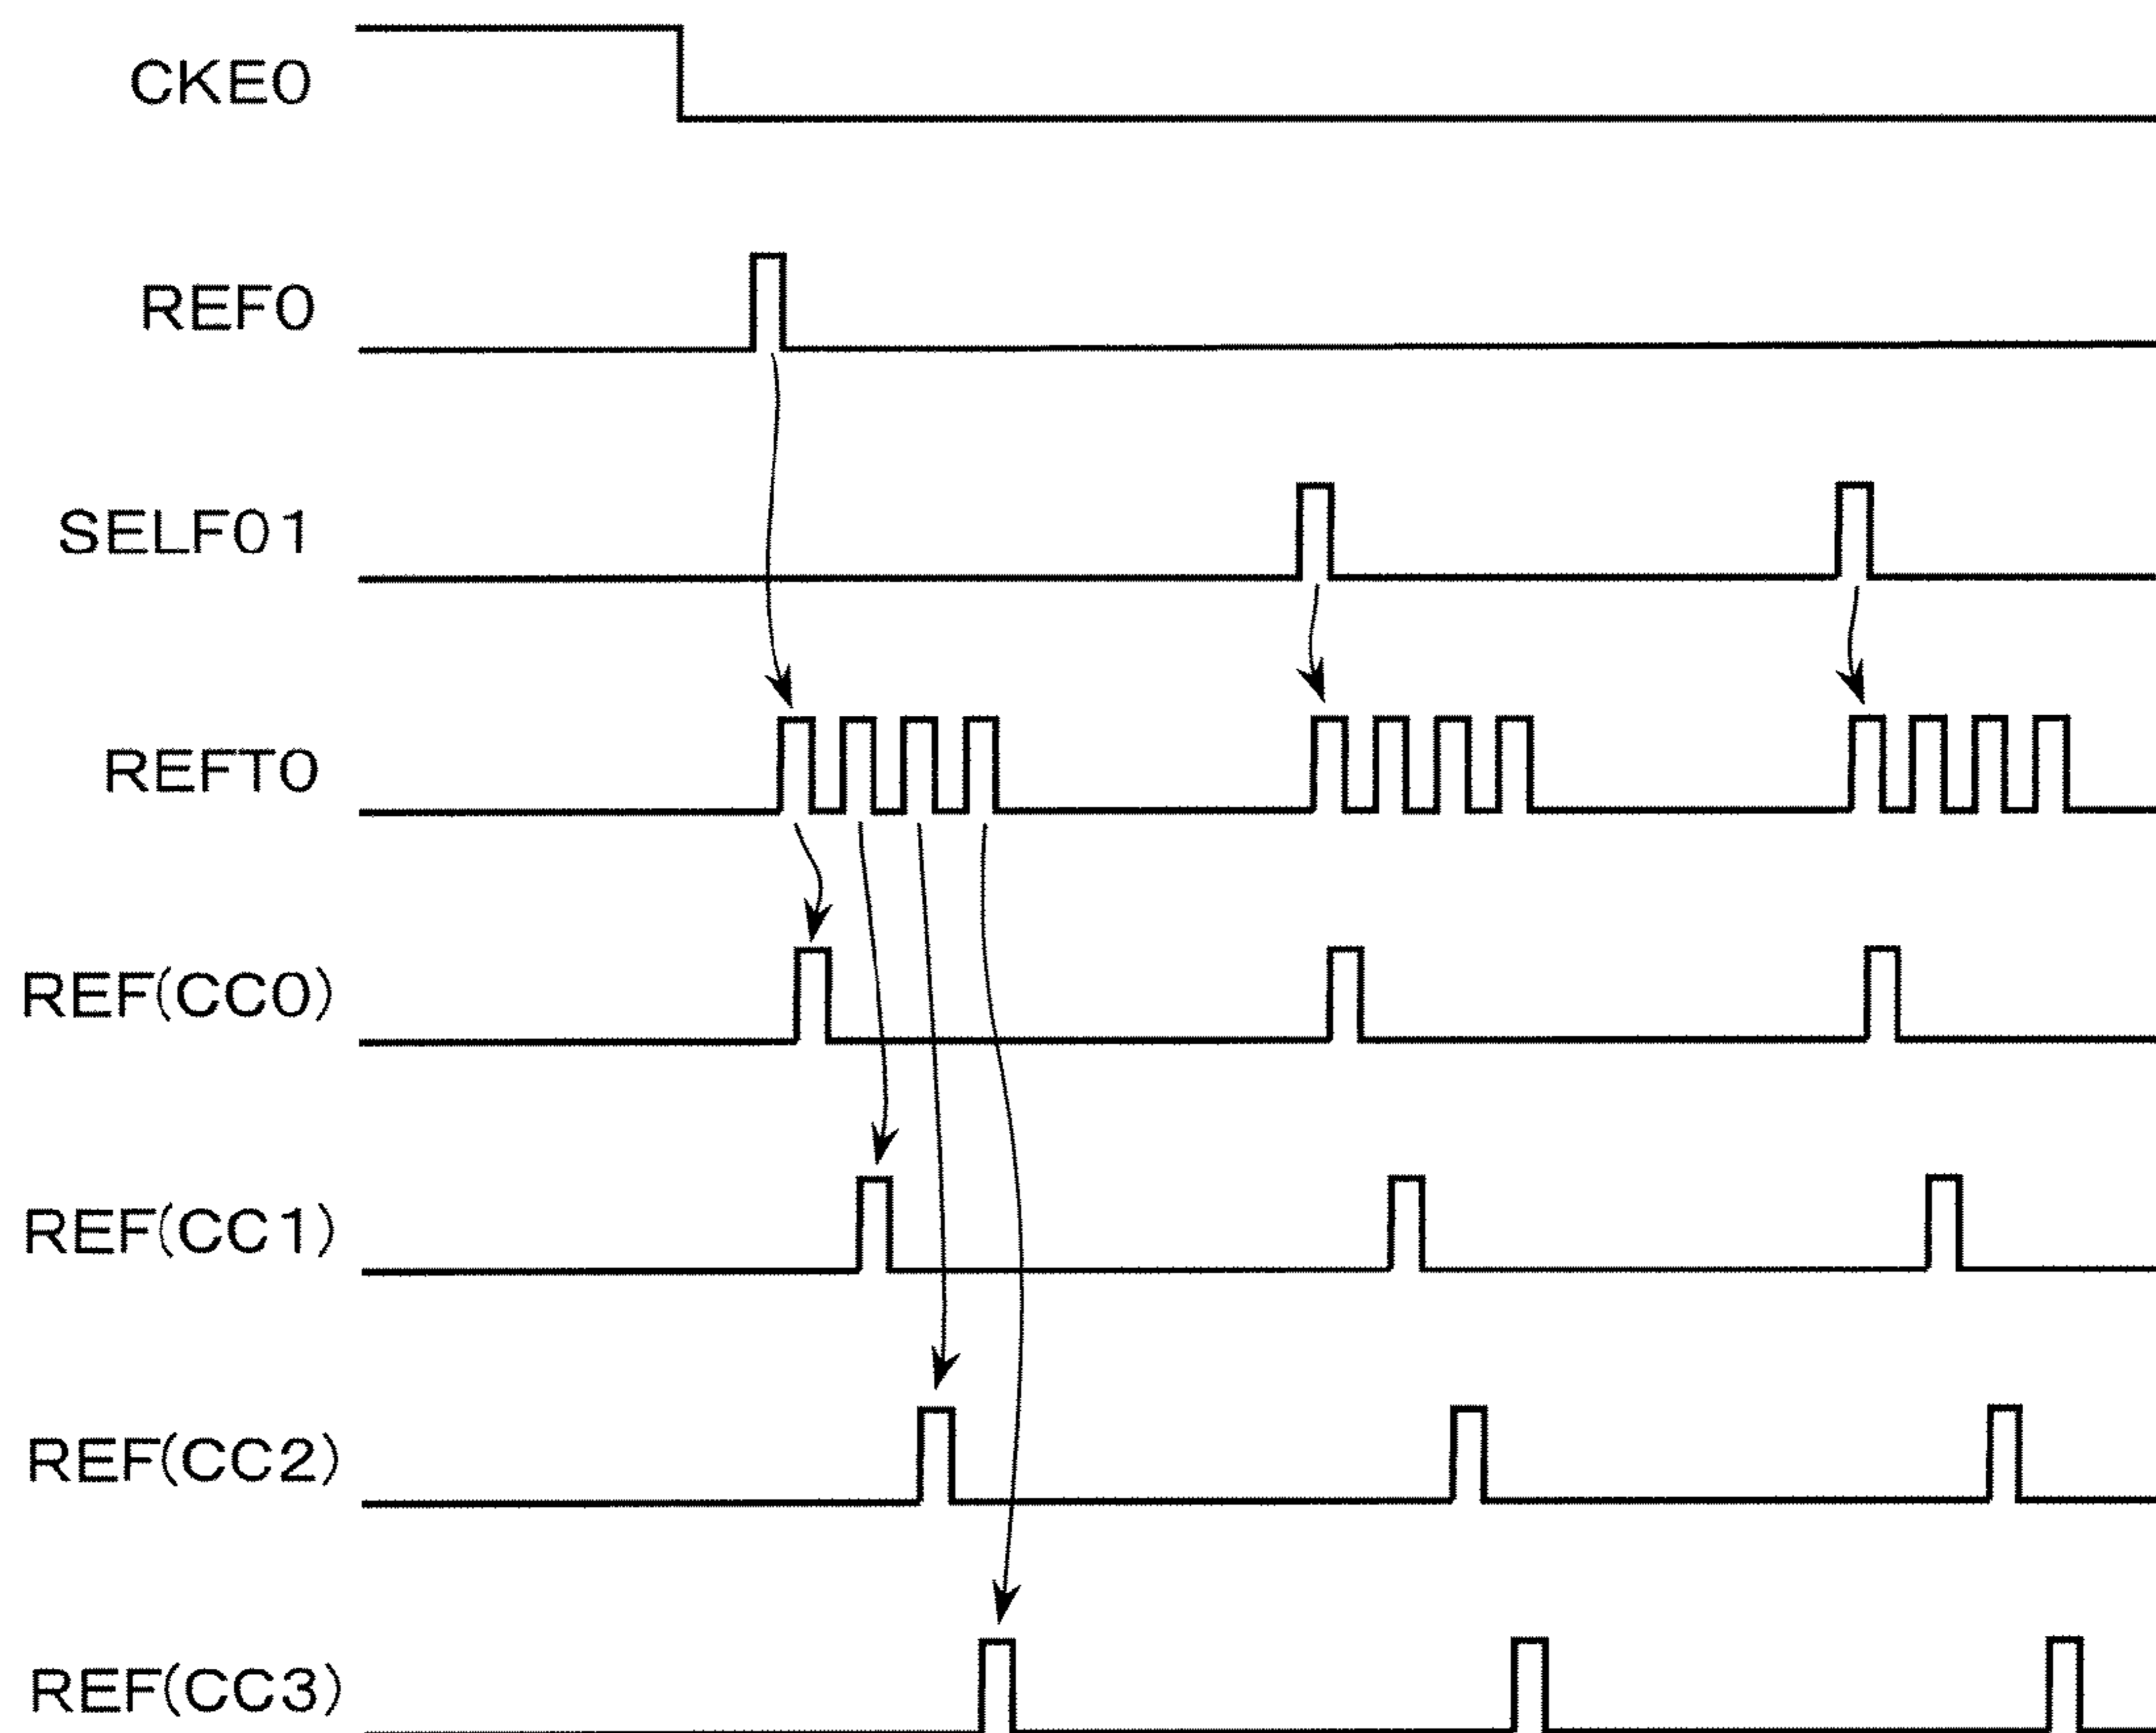 CKE0
REF0
SELF01
REFT0
REF(CC0)
REF(CC1)
REF(CC2)
REF(CC3)